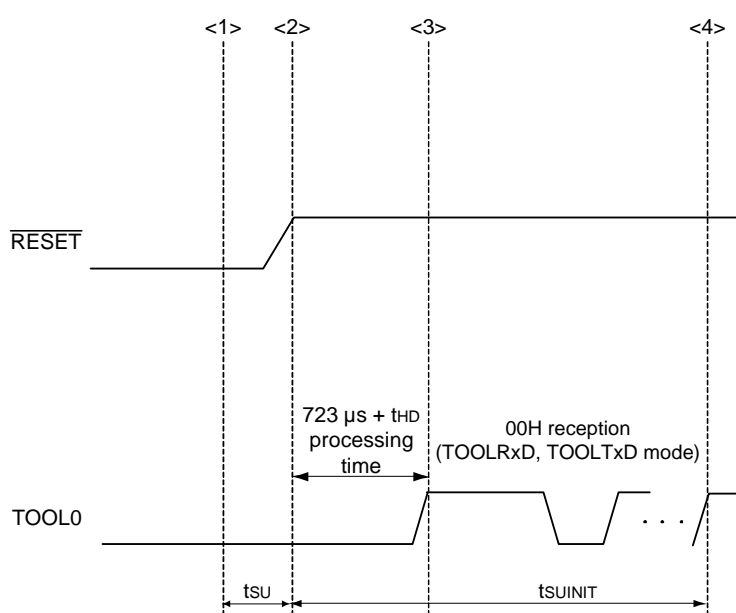 <1> <2> <3> <4>
RESET
723 µs + tHD
processing
time
00H reception
(TOOLRxD, TOOLTxD mode)
TOOL0
. . .
tSU
tSUINIT